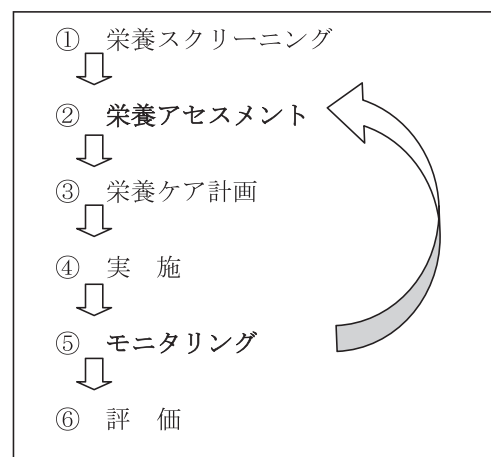 ① 栄養スクリーニング
② 栄養アセスメント
③ 栄養ケア計画
④ 実 施
⑤ モニタリング
⑥ 評 価